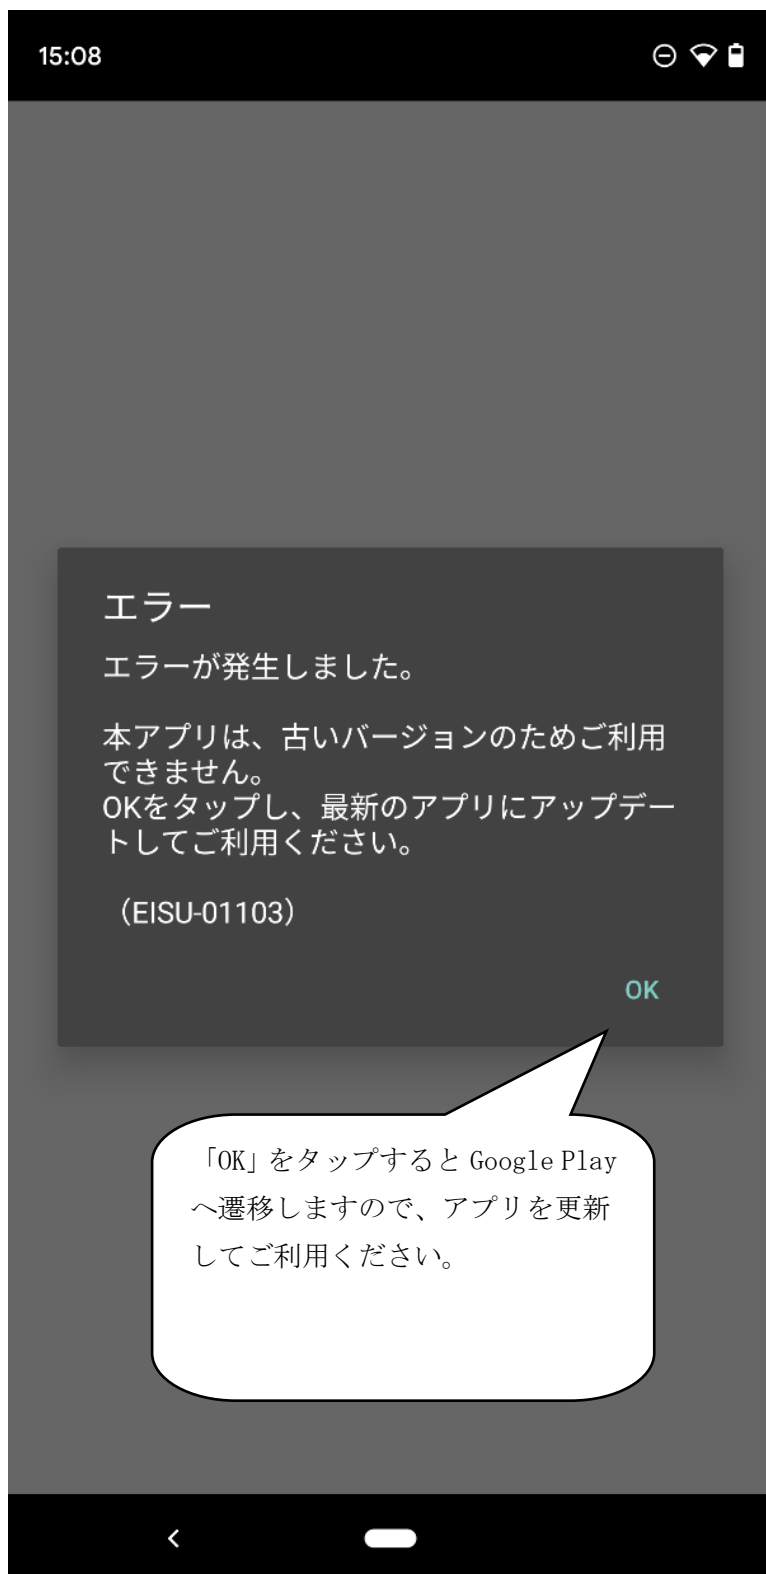 15:08
エラー
エラーが発生しました。
本アプリは、古いバージョンのためご利用
できません。
OKをタップし、最新のアプリにアップデー
トしてご利用ください。
（EISU-01103）
OK
「OK」をタップすると Google Play
へ遷移しますので、アプリを更新
してご利用ください。